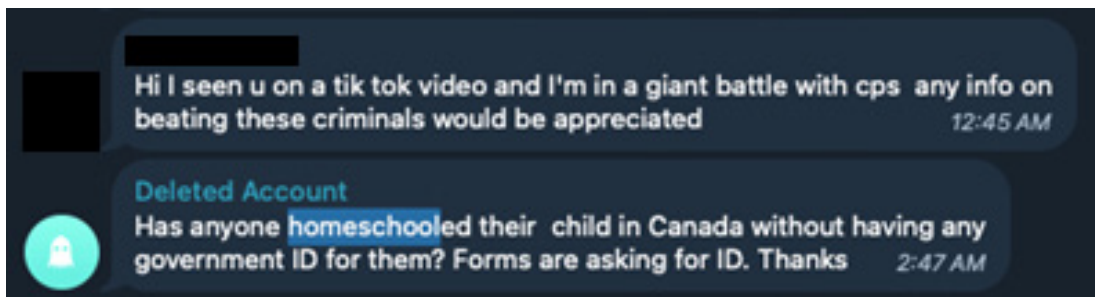 Hi I seen u on a tik tok video and I'm in a giant battle with cps any info on
beating these criminals would be appreciated
12:45 AM
Deleted Account
Has anyone homeschooled their child in Canada without having any
government ID for them? Forms are asking for ID. Thanks
2:47 AM